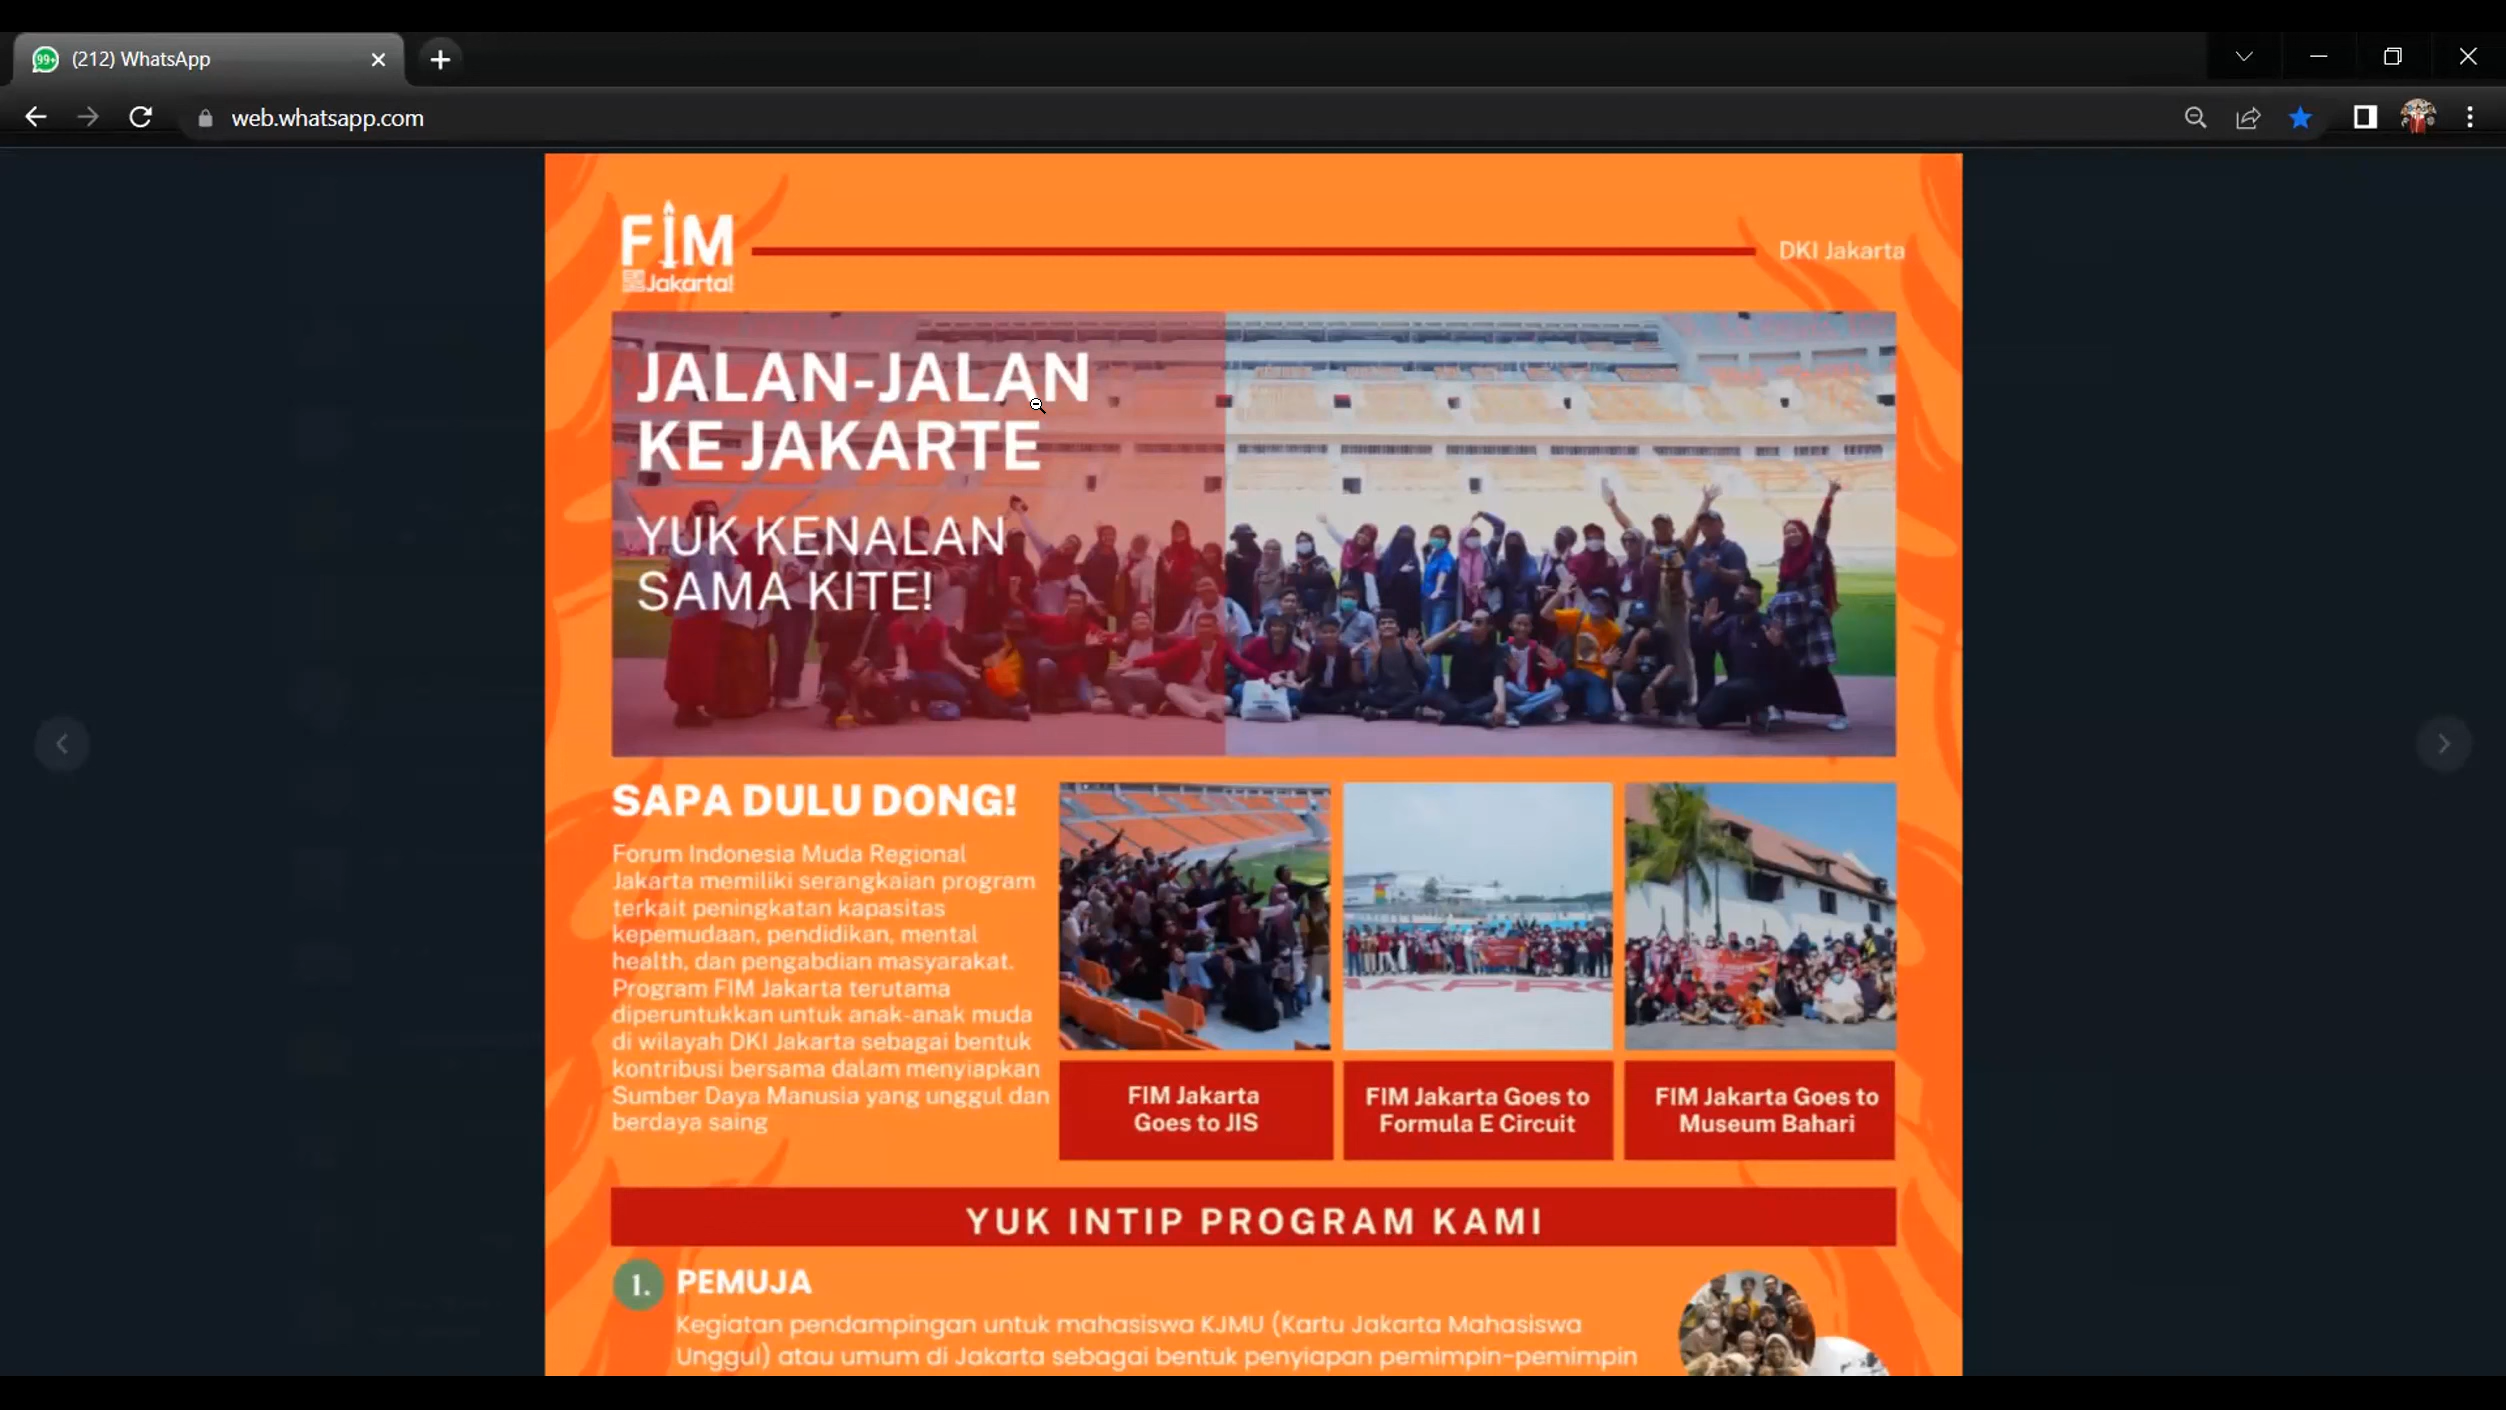 (212) WhatsApp
web.whatsapp.com
FIM
Jakarta!
DKI Jakarta
JALAN-JALAN
KE JAKARTE
YUK KENALAN
SAMA KITE!
SAPA DULU DONG!
Forum Indonesia Muda Regional
Jakarta memiliki serangkaian program
terkait peningkatan kapasitas
kepemudaan, pendidikan, mental
health, dan pengabdian masyarakat.
Program FIM Jakarta terutama
diperuntukkan untuk anak-anak muda
di wilayah DKI Jakarta sebagai bentuk
kontribusi bersama dalam menyiapkan
Sumber Daya Manusia yang unggul dan
berdaya saing
FIM Jakarta
Goes to JIS
FIM Jakarta Goes to
Formula E Circuit
FIM Jakarta Goes to
Museum Bahari
YUK INTIP PROGRAM KAMI
1. PEMUJA
Kegiatan pendampingan untuk mahasiswa KJMU (Kartu Jakarta Mahasiswa
Unggul) atau umum di Jakarta sebagai bentuk penyiapan pemimpin-pemimpin